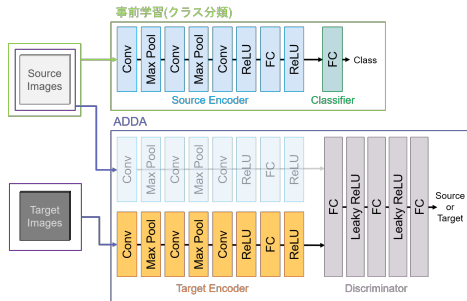 事前学習(クラス分類)
Source
Images
Conv
Max Pool
Conv
Max Pool
Conv
ReLU
FC
ReLU
FC
Class
Source Encoder
Classifier
ADDA
Conv
Max Pool
Conv
Max Pool
Conv
ReLU
FC
ReLU
Target
Images
Conv
Max Pool
Conv
Max Pool
Conv
ReLU
FC
ReLU
FC
Leaky ReLU
FC
Leaky ReLU
FC
Source
or
Target
Target Encoder
Discriminator